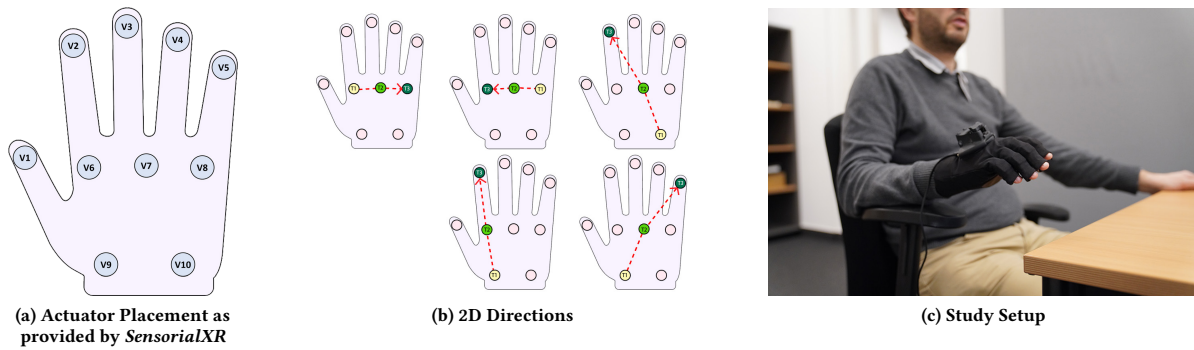 V3
V2
V4
V5
V1
V6
V7
V8
V9
V10
T1
T2
T3
T3
T2
T1
T3
T2
T1
T3
T2
T1
T3
T2
T1
(a) Actuator Placement as
provided by SensorialXR
(b) 2D Directions
(c) Study Setup